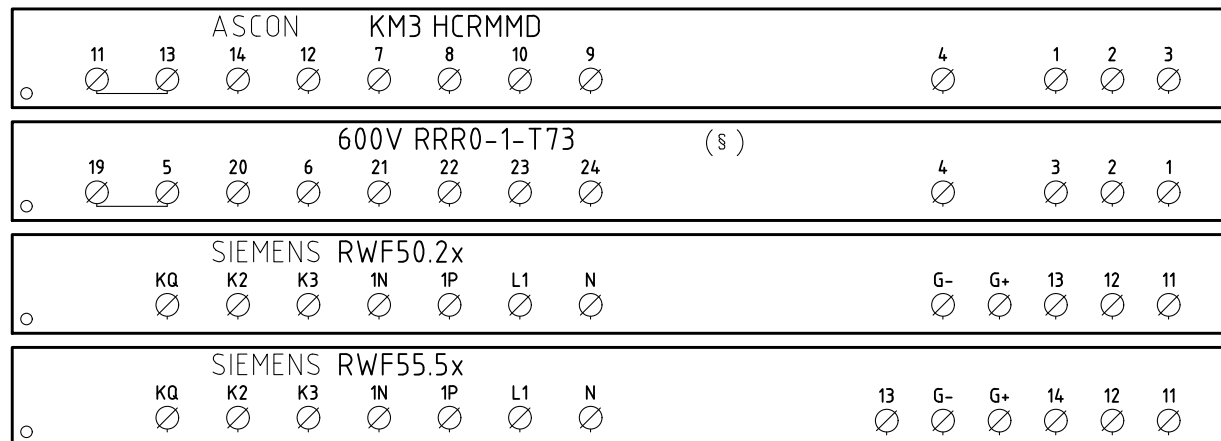 ASCON KM3 HCRMMD
11 13 14 12 7 8 10 9 4 1 2 3
600V RRR0-1-T73 (§)
19 5 20 6 21 22 23 24 4 3 2 1
SIEMENS RWF50.2x
KQ K2 K3 1N 1P L1 N G- G+ 13 12 11
SIEMENS RWF55.5x
KQ K2 K3 1N 1P L1 N 13 G- G+ 14 12 11